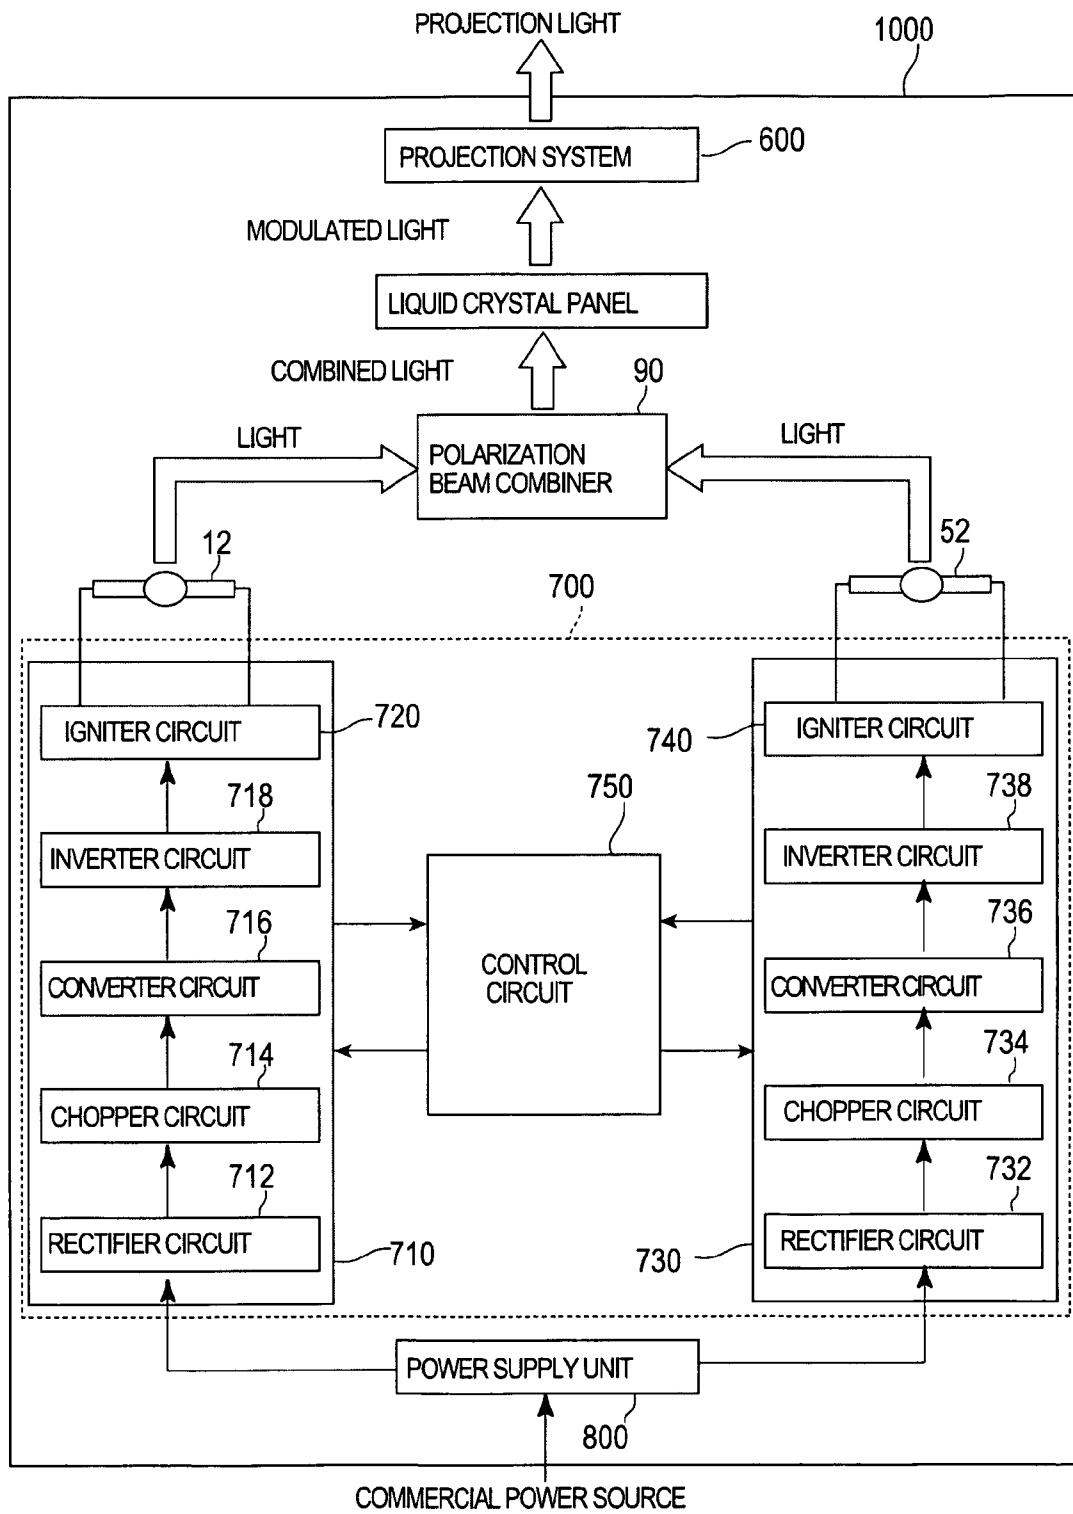 PROJECTION LIGHT
1000
PROJECTION SYSTEM
600
MODULATED LIGHT
LIQUID CRYSTAL PANEL
COMBINED LIGHT
90
LIGHT
POLARIZATION
BEAM COMBINER
LIGHT
12
52
700
IGNITER CIRCUIT
720
740
IGNITER CIRCUIT
718
INVERTER CIRCUIT
750
738
INVERTER CIRCUIT
716
CONVERTER CIRCUIT
CONTROL
CIRCUIT
736
CONVERTER CIRCUIT
714
CHOPPER CIRCUIT
734
CHOPPER CIRCUIT
712
RECTIFIER CIRCUIT
710
732
RECTIFIER CIRCUIT
730
POWER SUPPLY UNIT
800
COMMERCIAL POWER SOURCE